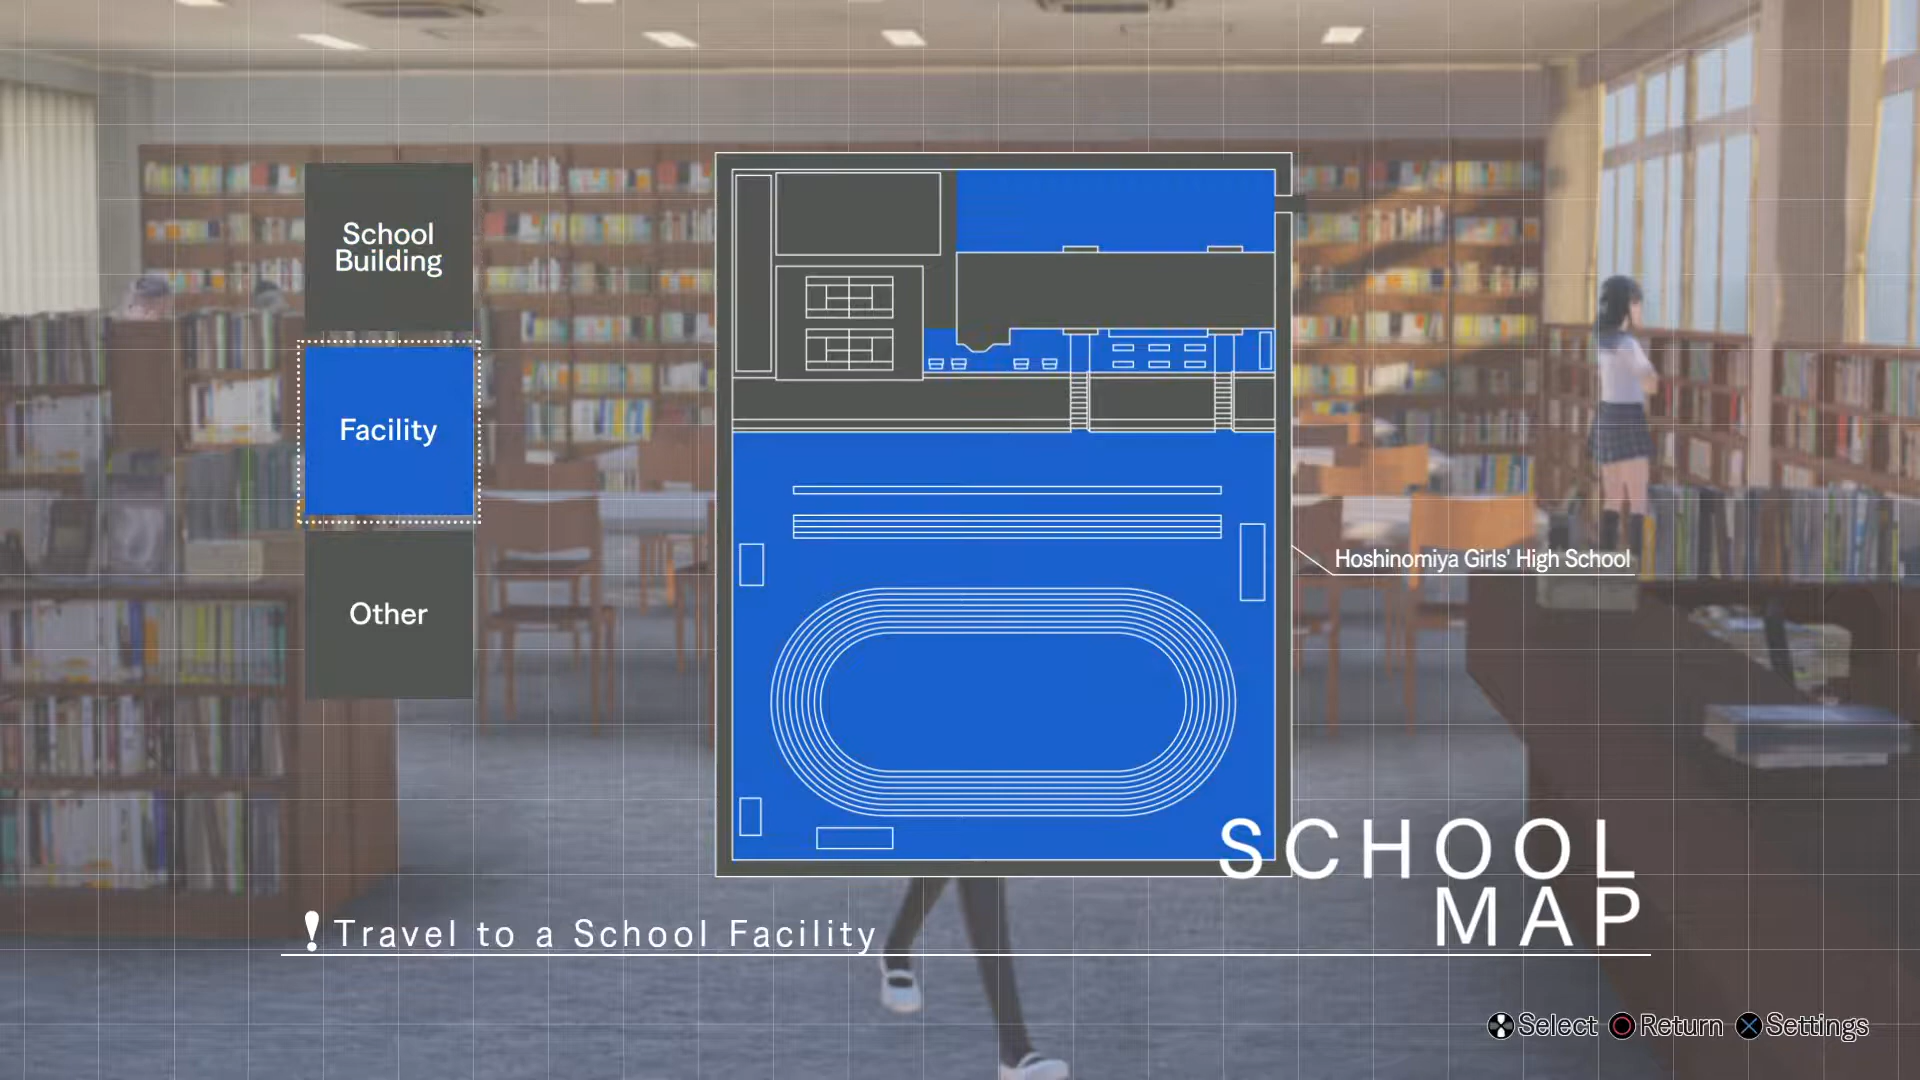 School
Building
Facility
Other
Hoshinomiya Girls' High School
SCHOOL
MAP
! Travel to a School Facility
Select Return Settings